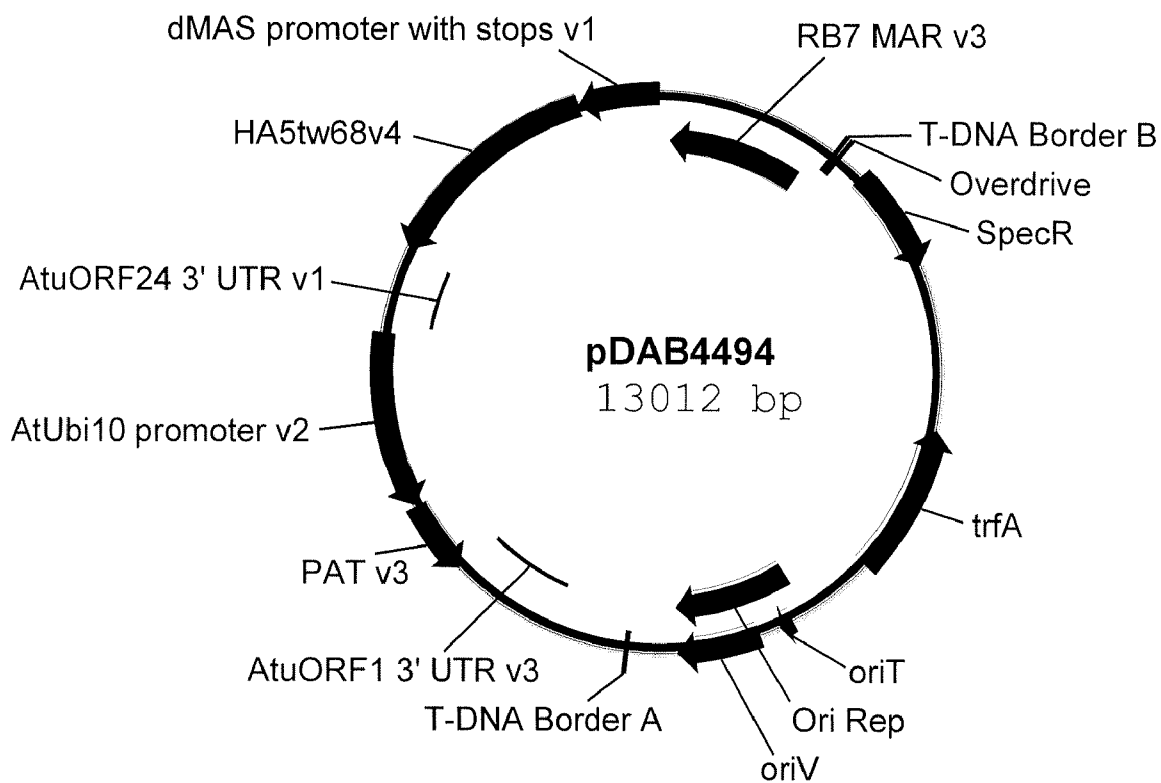 dMAS promoter with stops v1
RB7 MAR v3
HA5tw68v4
T-DNA Border B
Overdrive
SpecR
AtuORF24 3' UTR v1
pDAB4494
13012 bp
AtUbi10 promoter v2
trfA
PAT v3
AtuORF1 3' UTR v3
oriT
T-DNA Border A
Ori Rep
oriV